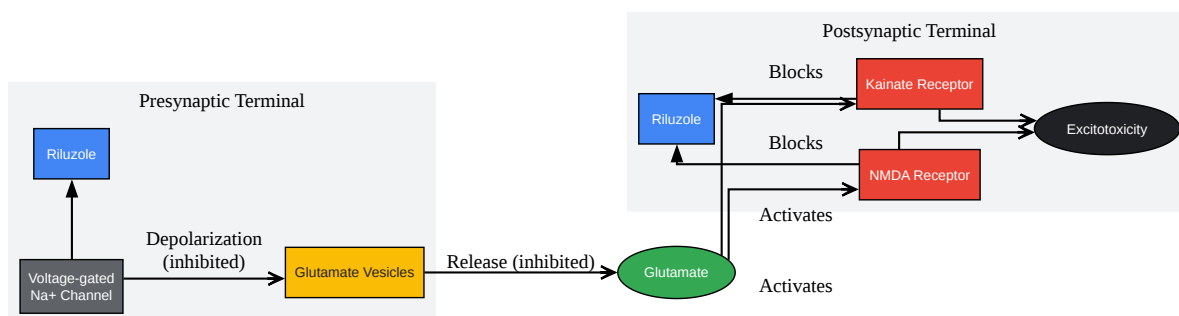 Postsynaptic Terminal
Blocks
Kainate Receptor
Presynaptic Terminal
Riluzole
Excitotoxicity
Blocks
Riluzole
NMDA Receptor
Activates
Depolarization
(inhibited)
Voltage-gated
Na+ Channel
Glutamate Vesicles
Release (inhibited)
Glutamate
Activates